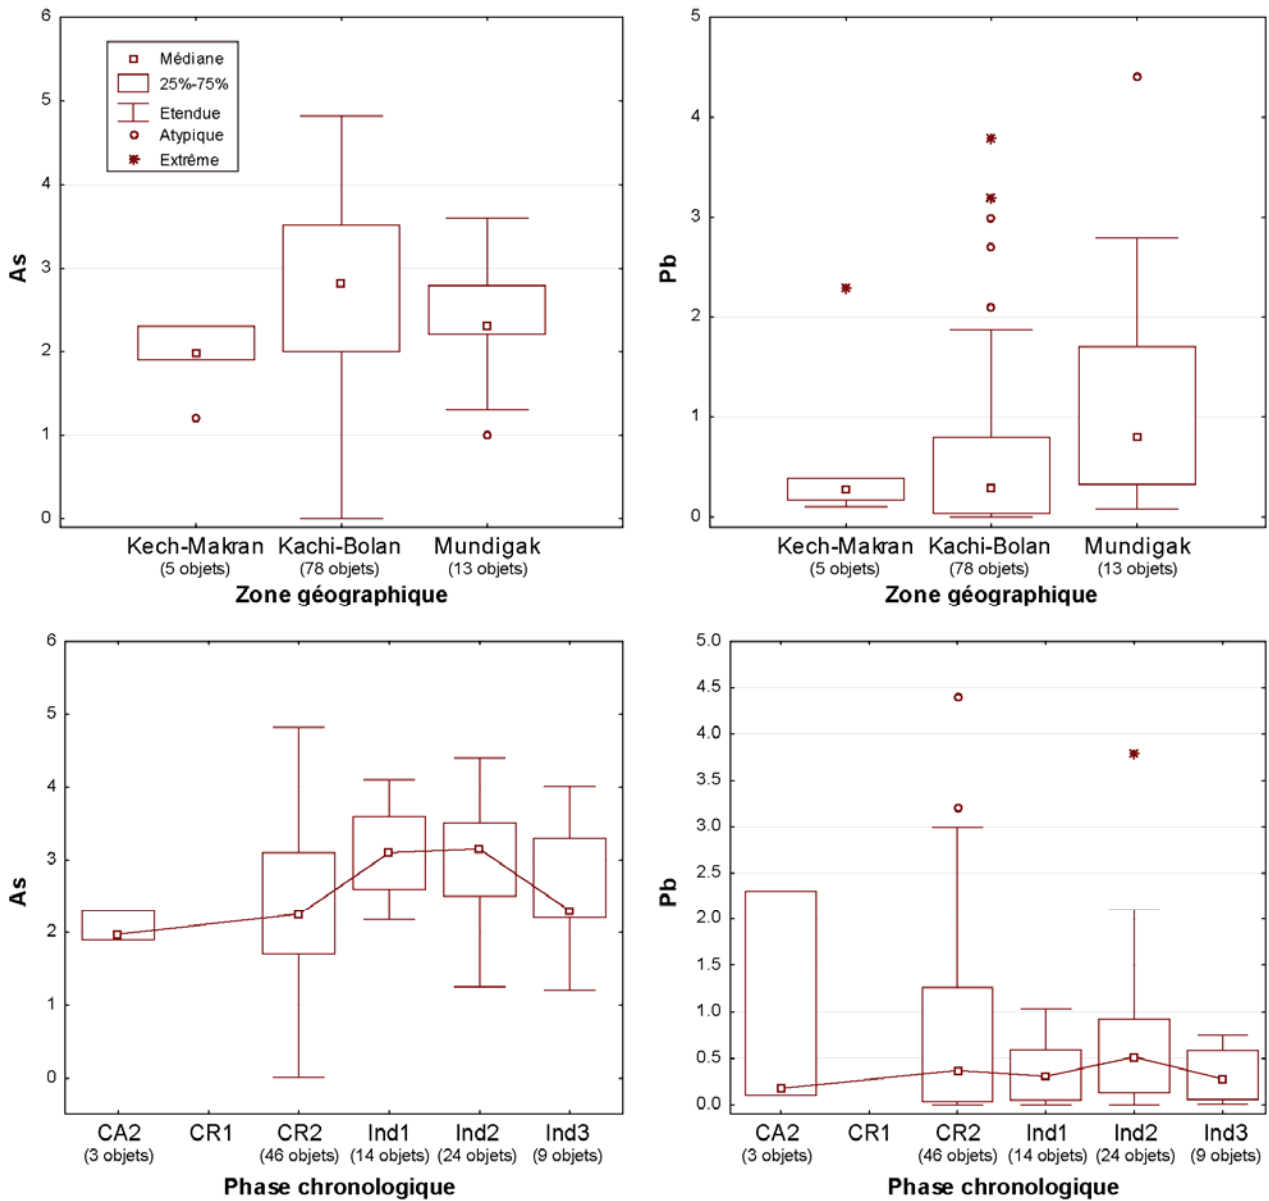 6
5
4
3
2
1
0
As
Médiane
25%-75%
Etendue
Atypique
Extrême
Kech-Makran Kachi-Bolan Mundigak
(5 objets) (78 objets) (13 objets)
Zone géographique
5
4
3
2
1
0
Pb
Kech-Makran Kachi-Bolan Mundigak
(5 objets) (78 objets) (13 objets)
Zone géographique
6
5
4
3
2
1
0
As
CA2 CR1 CR2 Ind1 Ind2 Ind3
(3 objets) (46 objets) (14 objets) (24 objets) (9 objets)
Phase chronologique
5.0
4.5
4.0
3.5
3.0
2.5
2.0
1.5
1.0
0.5
0.0
Pb
CA2 CR1 CR2 Ind1 Ind2 Ind3
(3 objets) (46 objets) (14 objets) (24 objets) (9 objets)
Phase chronologique